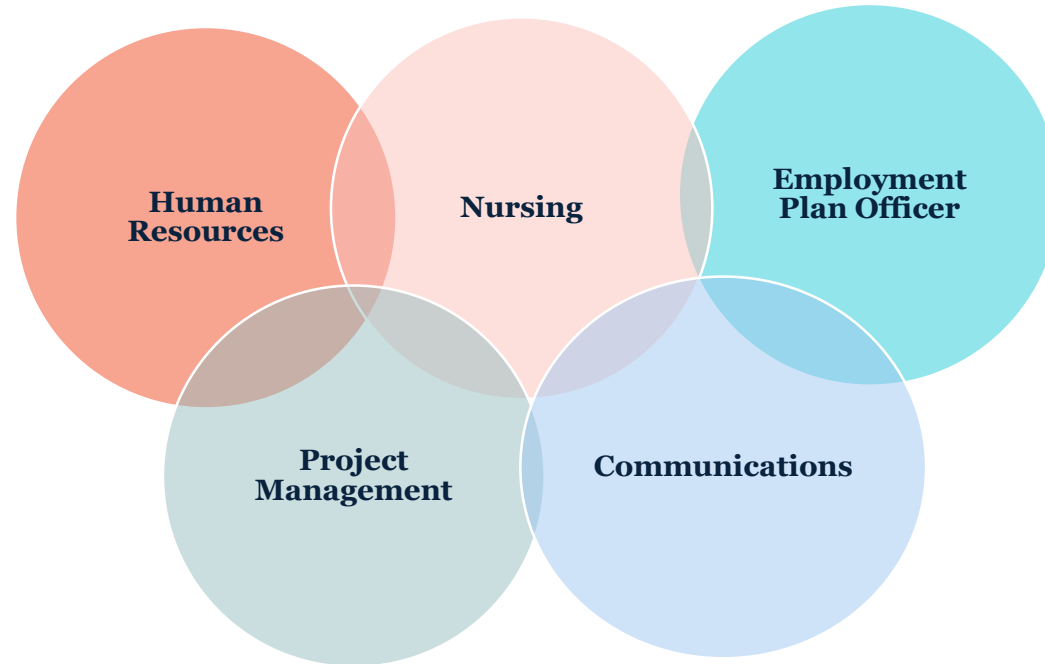 Human
Resources
Nursing
Employment
Plan Officer
Project
Management
Communications